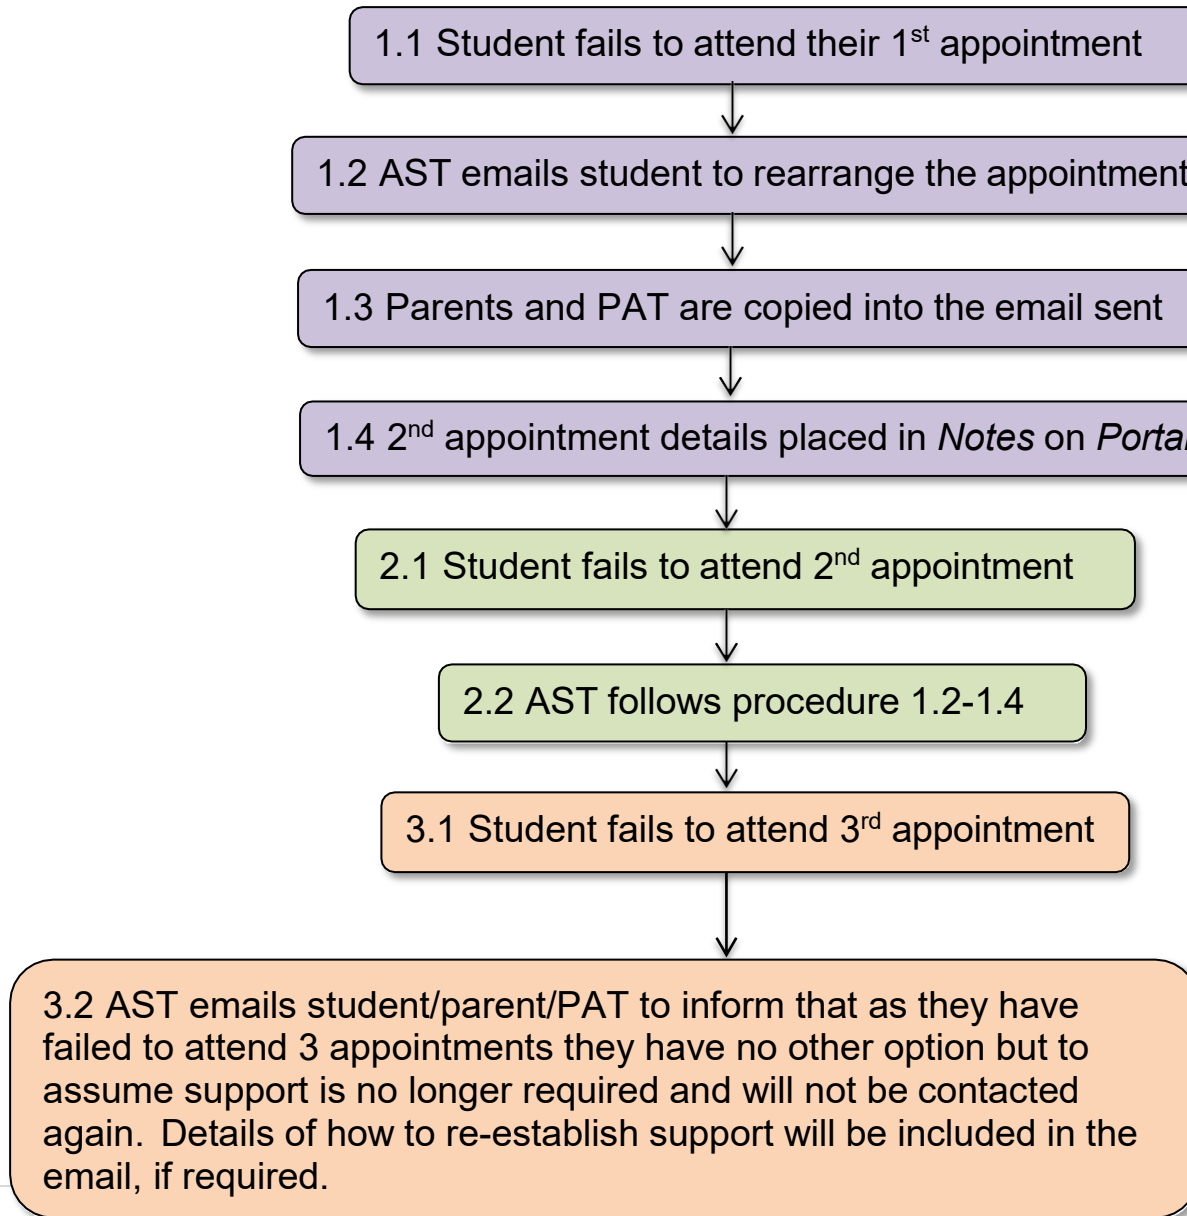 1.1 Student fails to attend their 1st appointment
1.2 AST emails student to rearrange the appointment
1.3 Parents and PAT are copied into the email sent
1.4 2nd appointment details placed in Notes on Portal
2.1 Student fails to attend 2nd appointment
2.2 AST follows procedure 1.2-1.4
3.1 Student fails to attend 3rd appointment
3.2 AST emails student/parent/PAT to inform that as they have
failed to attend 3 appointments they have no other option but to
assume support is no longer required and will not be contacted
again. Details of how to re-establish support will be included in the
email, if required.